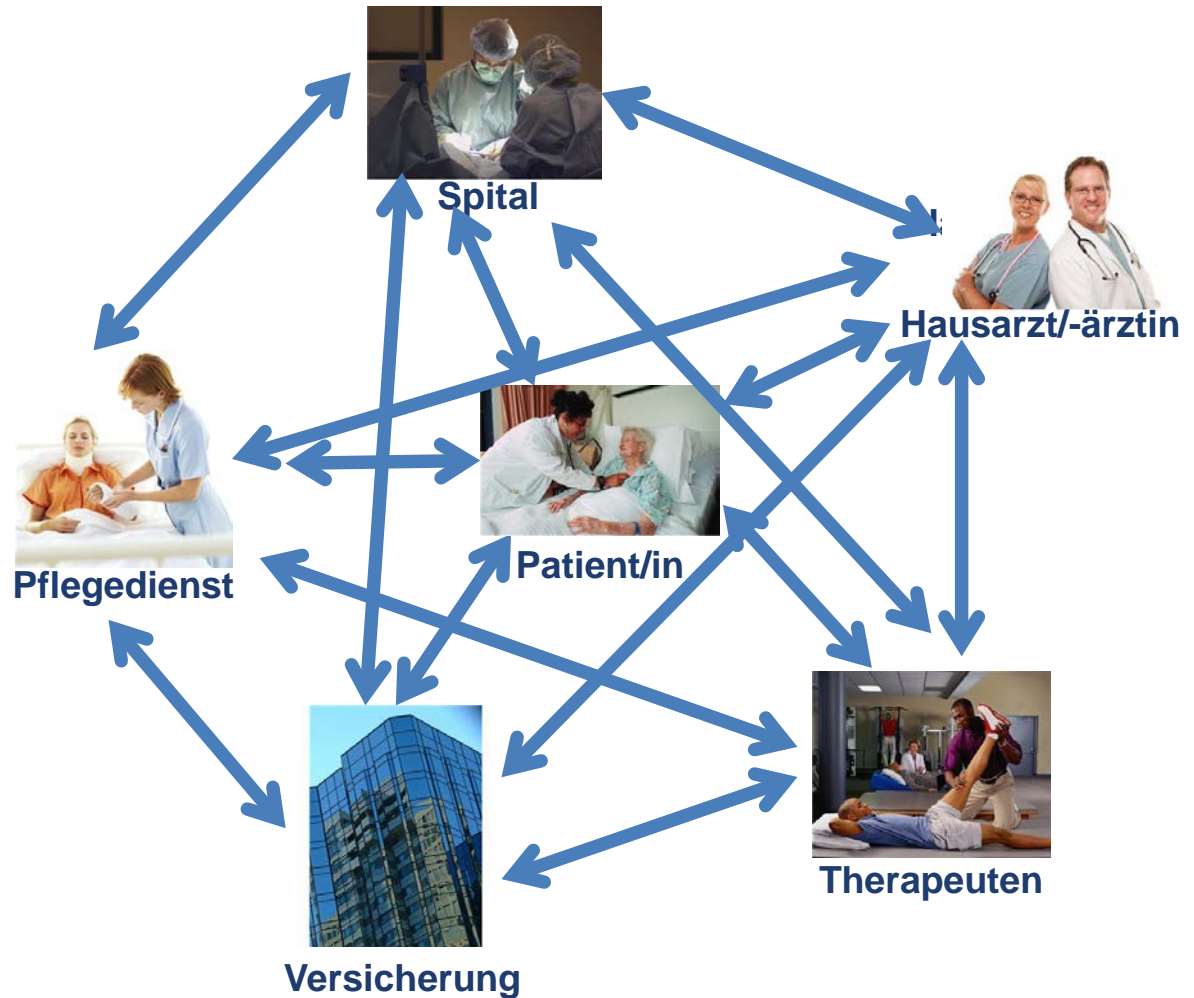 Spital
Hausarzt/-ärztin
Patient/in
Pflegedienst
Therapeuten
Versicherung